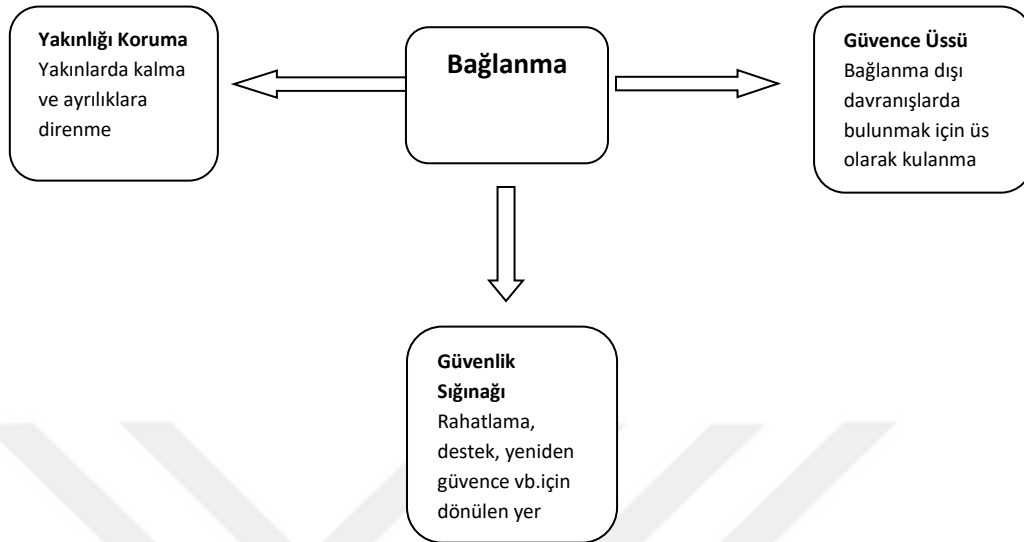 Yakınlığı Koruma
Yakınlarda kalma
ve ayrılıklara
direnme
Bağlanma
Güvence Üssü
Bağlanma dışı
davranışlarda
bulunmak için üs
olarak kulanma
Güvenlik
Sığınağı
Rahatlama,
destek, yeniden
güvence vb.için
dönülen yer